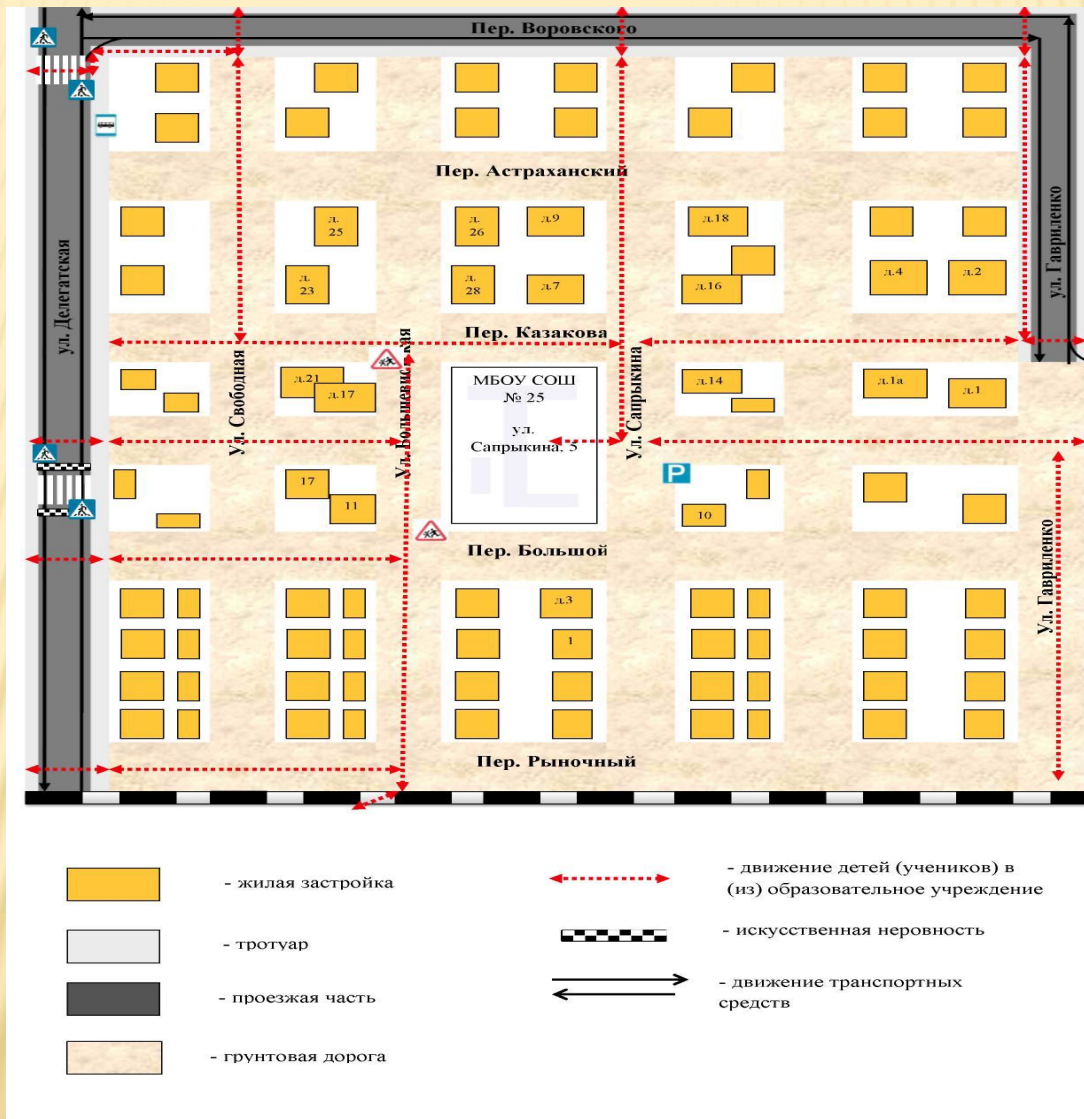 Пер. Воровского
Пер. Астраханский
ул. Делегатская
ул. Гавриленко
д.
25
д.
26
д.9
д.18
д.
23
д.
28
д.7
д.16
д.4
д.2
Пер. Казакова
Ул. Свободная
Ул. Большевистская
Ул. Сапрыкина
д.21
д.17
МБОУ СОШ
№ 25
ул.
Сапрыкина, 5
д.14
д.1а
д.1
P
17
11
10
Пер. Большой
Ул. Гавриленко
д.3
1
Пер. Рыночный
- жилая застройка
- тротуар
- проезжая часть
- грунтовая дорога
- движение детей (учеников) в
(из) образовательное учреждение
- искусственная неровность
- движение транспортных
средств